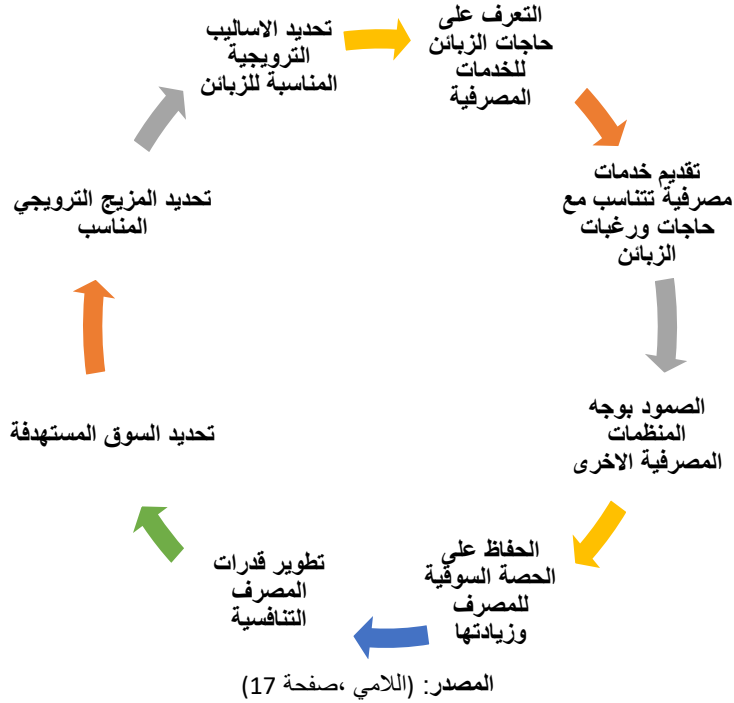 التعرف على
حاجات الزبائن
للخدمات
المصرفية
تقديم خدمات
مصرفية تتناسب مع
حاجات ورغبات
الزبائن
الصمود بوجه
المنظمات
المصرفية الاخرى
الحفاظ على
الحصة السوقية
للمصرف
وزيادتها
تطوير قدرات
المصرف
التنافسية
تحديد السوق المستهدفة
تحديد المزيج الترويجي
المناسب
تحديد الاساليب
الترويجية
المناسبة للزبائن
المصدر: (اللامي ،صفحة 17)